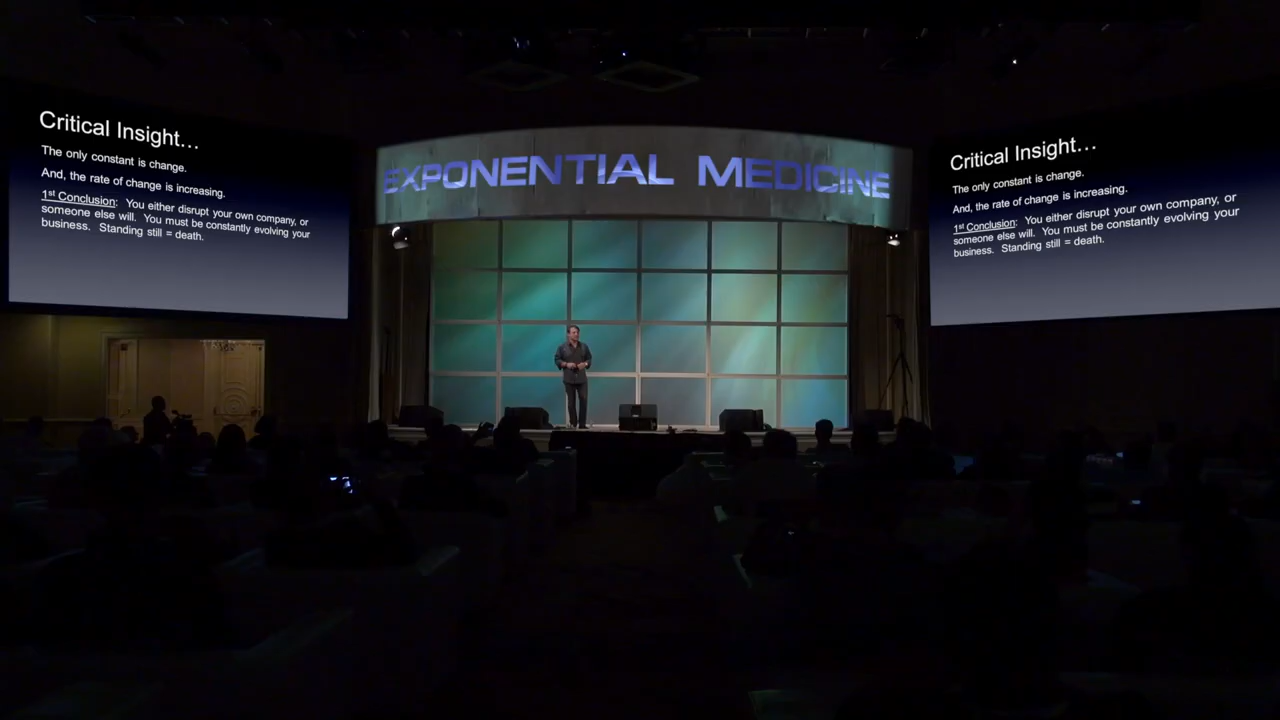 Critical Insight...
The only constant is change.
And, the rate of change is increasing.
1st Conclusion: You either disrupt your own company, or
someone else will. You must be constantly evolving your
business. Standing still = death.
EXPONENTIAL MEDICINE
Critical Insight...
The only constant is change.
And, the rate of change is increasing.
1st Conclusion: You either disrupt your own company, or
someone else will. You must be constantly evolving your
business. Standing still = death.